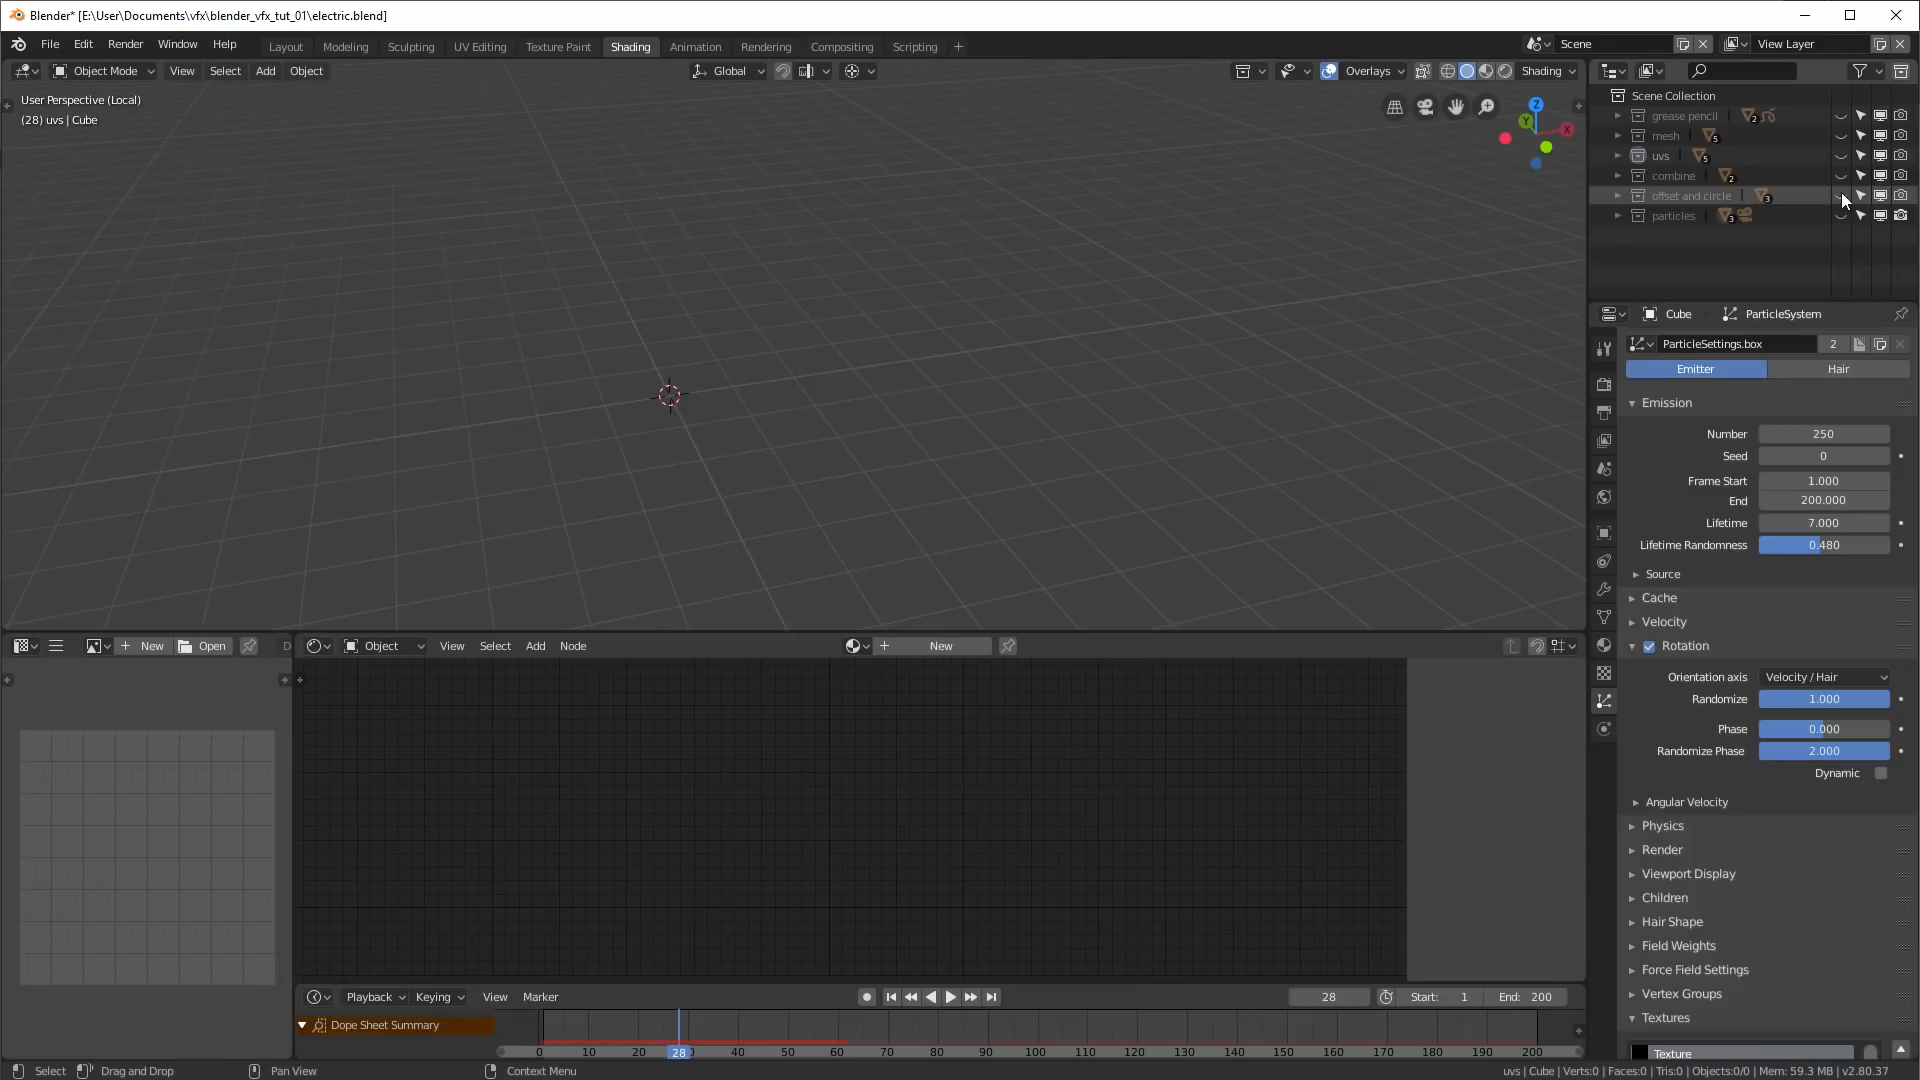 Blender* [E:\User\Documents\vfx\blender_vfx_tut_01\electric.blend]
File Edit Render Window Help Layout Modeling Sculpting UV Editing Texture Paint Shading Animation Rendering Compositing Scripting + Scene View Layer
Object Mode View Select Add Object Global Overlays Shading
User Perspective (Local)
(28) uvs | Cube
Z
Y
X
Scene Collection
grease pencil 2
mesh 5
uvs 5
combine 2
offset and circle 3
particles 3
Cube ParticleSystem
ParticleSettings.box 2
Emitter Hair
Emission
Number 250
Seed 0
Frame Start 1.000
End 200.000
Lifetime 7.000
Lifetime Randomness 0.480
Source
Cache
Velocity
Rotation
Orientation axis Velocity / Hair
Randomize 1.000
Phase 0.000
Randomize Phase 2.000
Dynamic
Angular Velocity
Physics
Render
Viewport Display
Children
Hair Shape
Field Weights
Force Field Settings
Vertex Groups
Textures
Texture
+ New Open D
Object View Select Add Node + New
Playback Keying View Marker 28 Start: 1 End: 200
Dope Sheet Summary
0 10 20 28 40 50 60 70 80 90 100 110 120 130 140 150 160 170 180 190 200
Select Drag and Drop Pan View Context Menu uvs | Cube | Verts:0 | Faces:0 | Tris:0 | Objects:0/0 | Mem: 59.3 MB | v2.80.37